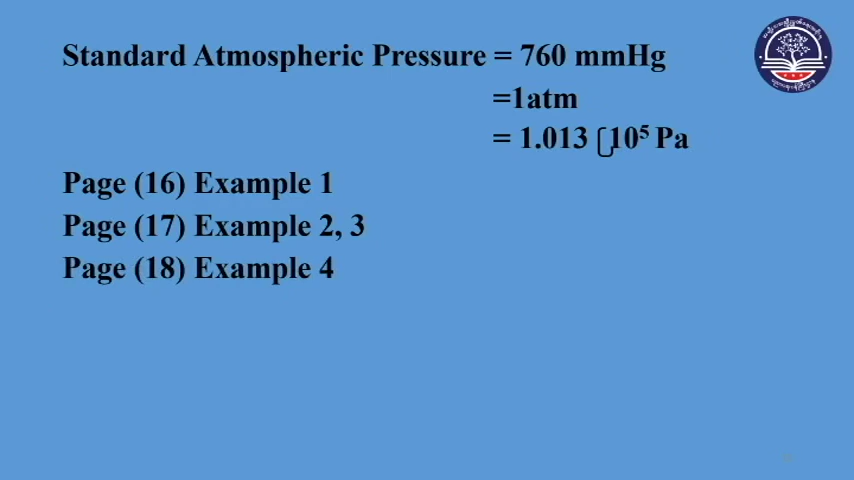 Standard Atmospheric Pressure = 760 mmHg
=1atm
= 1.013 10⁵ Pa
Page (16) Example 1
Page (17) Example 2, 3
Page (18) Example 4